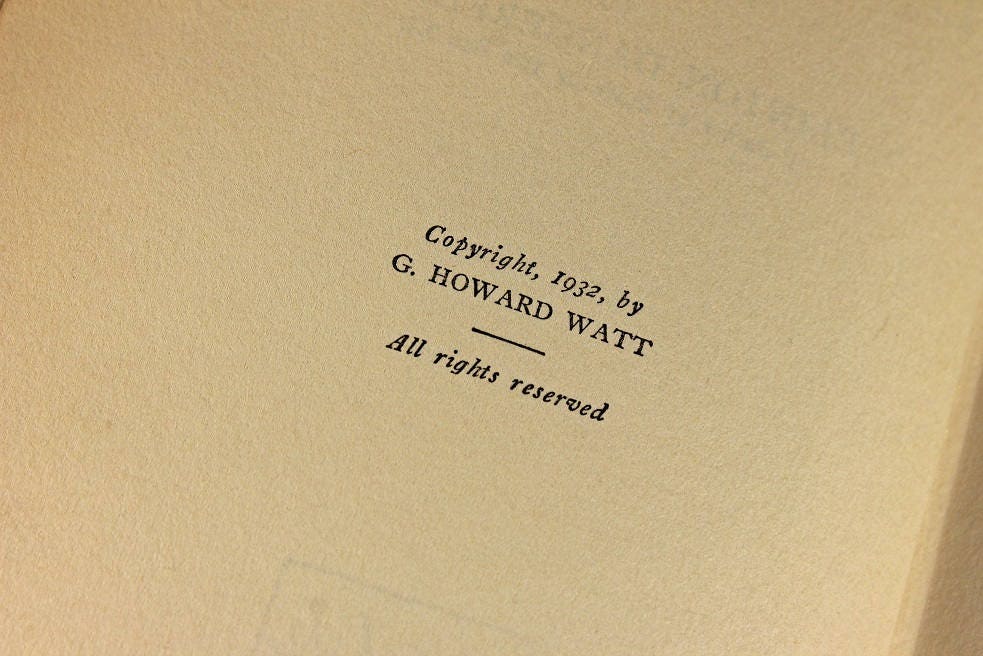 Copyright, 1932, by
G. HOWARD WATT
All rights reserved